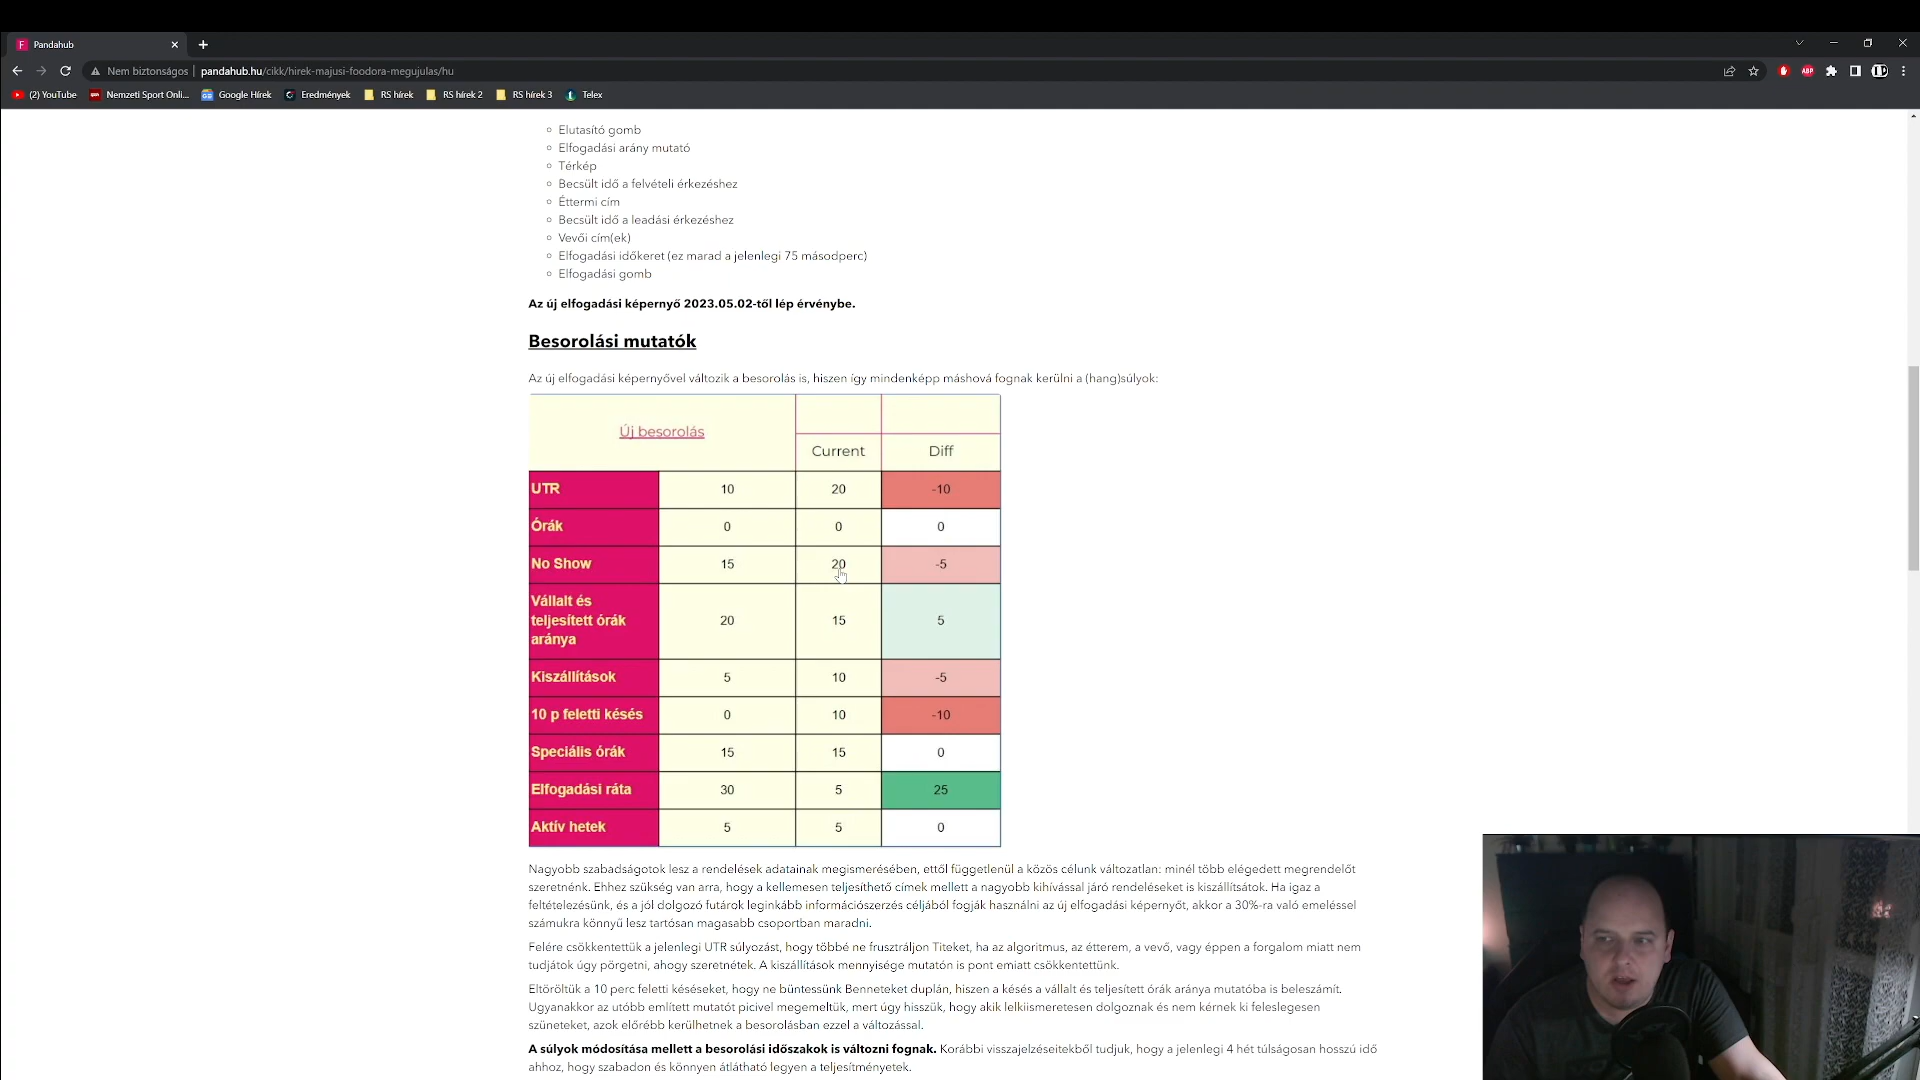 Pandahub
Nem biztonságos | pandahub.hu/cikk/hirek-majusi-foodora-megujulas/hu
(2) YouTube Nemzeti Sport Onli... Google Hírek Eredmények RS hírek RS hírek 2 RS hírek 3 Telex
Elutasító gomb
Elfogadási arány mutató
Térkép
Becsült idő a felvételi érkezéshez
Éttermi cím
Becsült idő a leadási érkezéshez
Vevői cím(ek)
Elfogadási időkeret (ez marad a jelenlegi 75 másodperc)
Elfogadási gomb
Az új elfogadási képernyő 2023.05.02-től lép érvénybe.
Besorolási mutatók
Az új elfogadási képernyővel változik a besorolás is, hiszen így mindenképp máshová fognak kerülni a (hang)súlyok:
Új besorolás
Current Diff
UTR 10 20 -10
Órák 0 0 0
No Show 15 20 -5
Vállalt és
teljesített órák 20 15 5
aránya
Kiszállítások 5 10 -5
10 p feletti késés 0 10 -10
Speciális órák 15 15 0
Elfogadási ráta 30 5 25
Aktív hetek 5 5 0
Nagyobb szabadságotok lesz a rendelések adatainak megismerésében, ettől függetlenül a közös célunk változatlan: minél több elégedett megrendelőt
szeretnénk. Ehhez szükség van arra, hogy a kellemesen teljesíthető címek mellett a nagyobb kihívással járó rendeléseket is kiszállítsátok. Ha igaz a
feltételezésünk, és a jól dolgozó futárok leginkább információszerzés céljából fogják használni az új elfogadási képernyőt, akkor a 30%-ra való emeléssel
számukra könnyű lesz tartósan magasabb csoportban maradni.
Felére csökkentettük a jelenlegi UTR súlyozást, hogy többé ne frusztráljon Titeket, ha az algoritmus, az étterem, a vevő, vagy éppen a forgalom miatt nem
tudjátok úgy pörgetni, ahogy szeretnétek. A kiszállítások mennyisége mutatón is pont emiatt csökkentettünk.
Eltöröltük a 10 perc feletti késéseket, hogy ne büntessünk Benneteket duplán, hiszen a késés a vállalt és teljesített órák aránya mutatóba is beleszámít.
Ugyanakkor az utóbb említett mutatót picivel megemeltük, mert úgy hisszük, hogy akik lelkiismeretesen dolgoznak és nem kérnek ki feleslegesen
szüneteket, azok előrébb kerülhetnek a besorolásban ezzel a változással.
A súlyok módosítása mellett a besorolási időszakok is változni fognak. Korábbi visszajelzéseitekből tudjuk, hogy a jelenlegi 4 hét túlságosan hosszú idő
ahhoz, hogy szabadon és könnyen átlátható legyen a teljesítményetek.